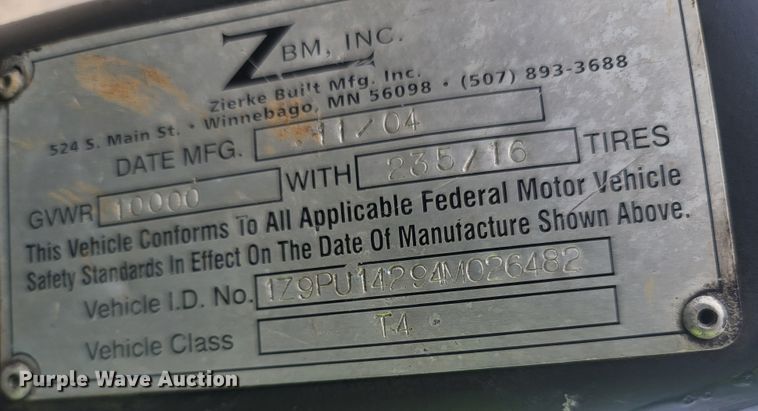 ZBM, INC.
Zierke Built Mfg. Inc.
524 S. Main St. • Winnebago, MN 56098 • (507) 893-3688
DATE MFG. 11/04
GVWR 10000 WITH 235/16 TIRES
This Vehicle Conforms To All Applicable Federal Motor Vehicle
Safety Standards In Effect On The Date Of Manufacture Shown Above.
Vehicle I.D. No. 1Z9PU14294M026482
Vehicle Class T4
Purple Wave Auction